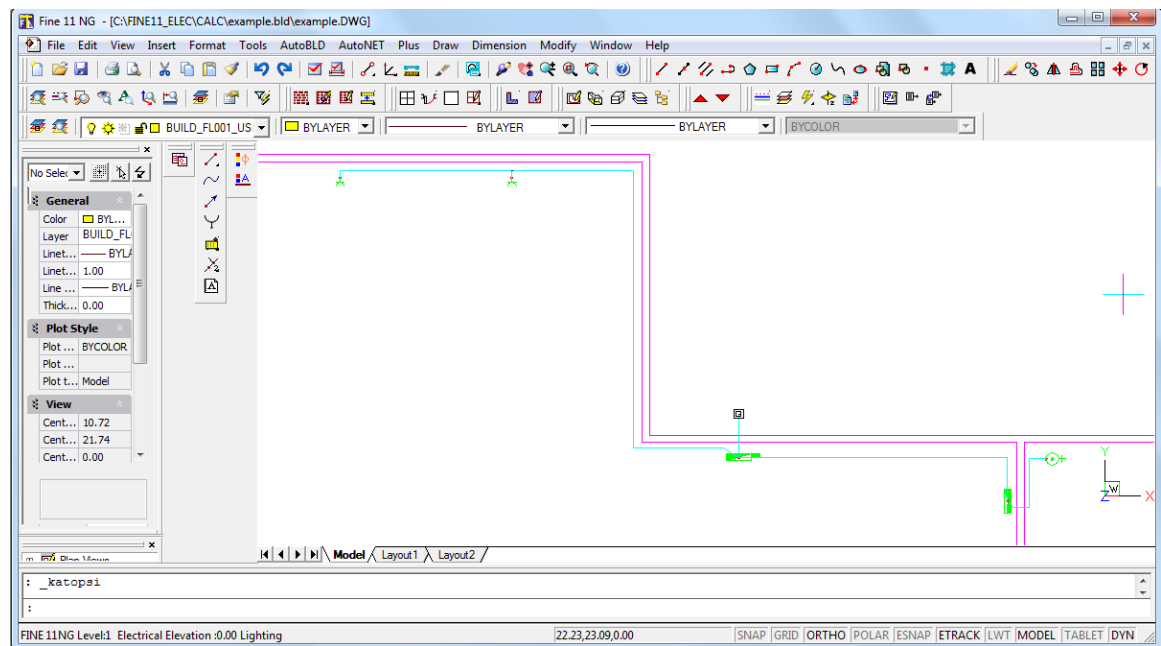 Fine 11 NG - [C:\FINE11_ELEC\CALC\example.bld\example.DWG]
File Edit View Insert Format Tools AutoBLD AutoNET Plus Draw Dimension Modify Window Help
BUILD_FL001_US BYLAYER BYLAYER BYLAYER BYCOLOR
No Selec
General
Color BYL...
Layer BUILD_FL
Linet... BYLA
Linet... 1.00
Line ... BYLA
Thick... 0.00
Plot Style
Plot ... BYCOLOR
Plot ...
Plot t... Model
View
Cent... 10.72
Cent... 21.74
Cent... 0.00
G
Y
W
Z X
Model Layout1 Layout2
: _katopsi
:
FINE 11NG Level:1 Electrical Elevation :0.00 Lighting 22.23,23.09,0.00 SNAP GRID ORTHO POLAR ESNAP ETRACK LWT MODEL TABLET DYN